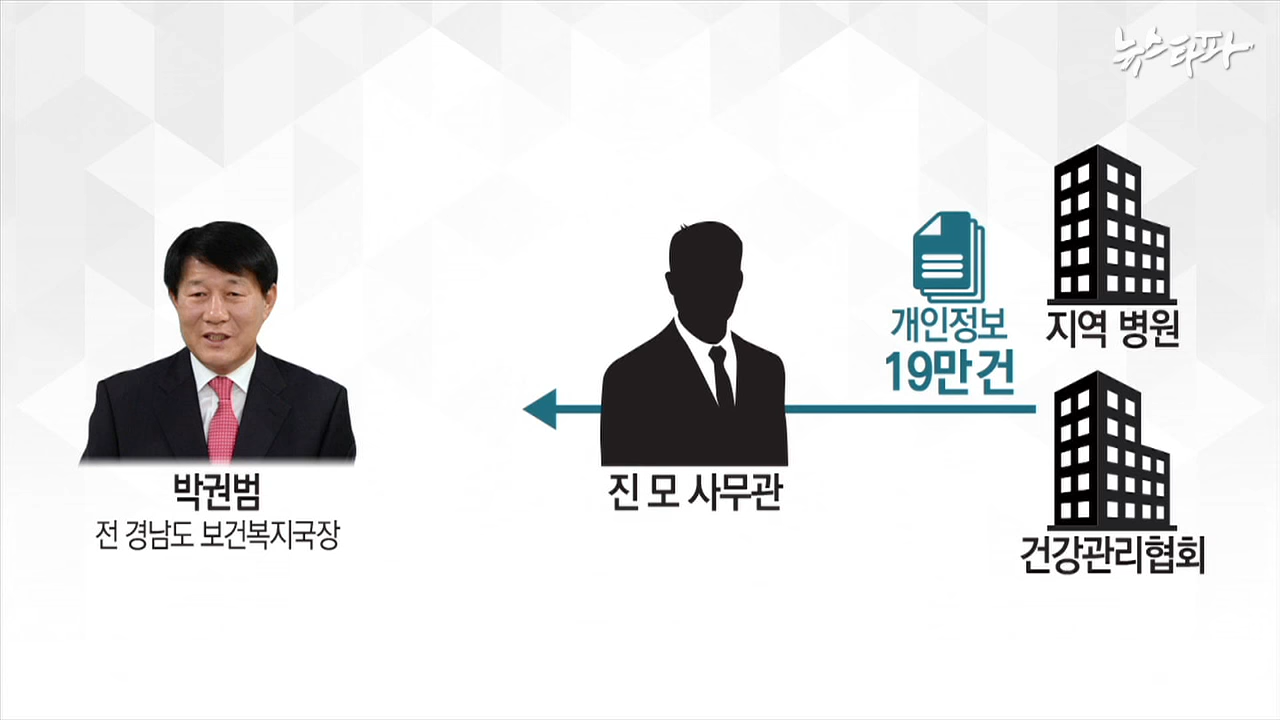 뉴스타파
개인정보
19만 건
지역 병원
박권범
전 경남도 보건복지국장
진 모 사무관
건강관리협회